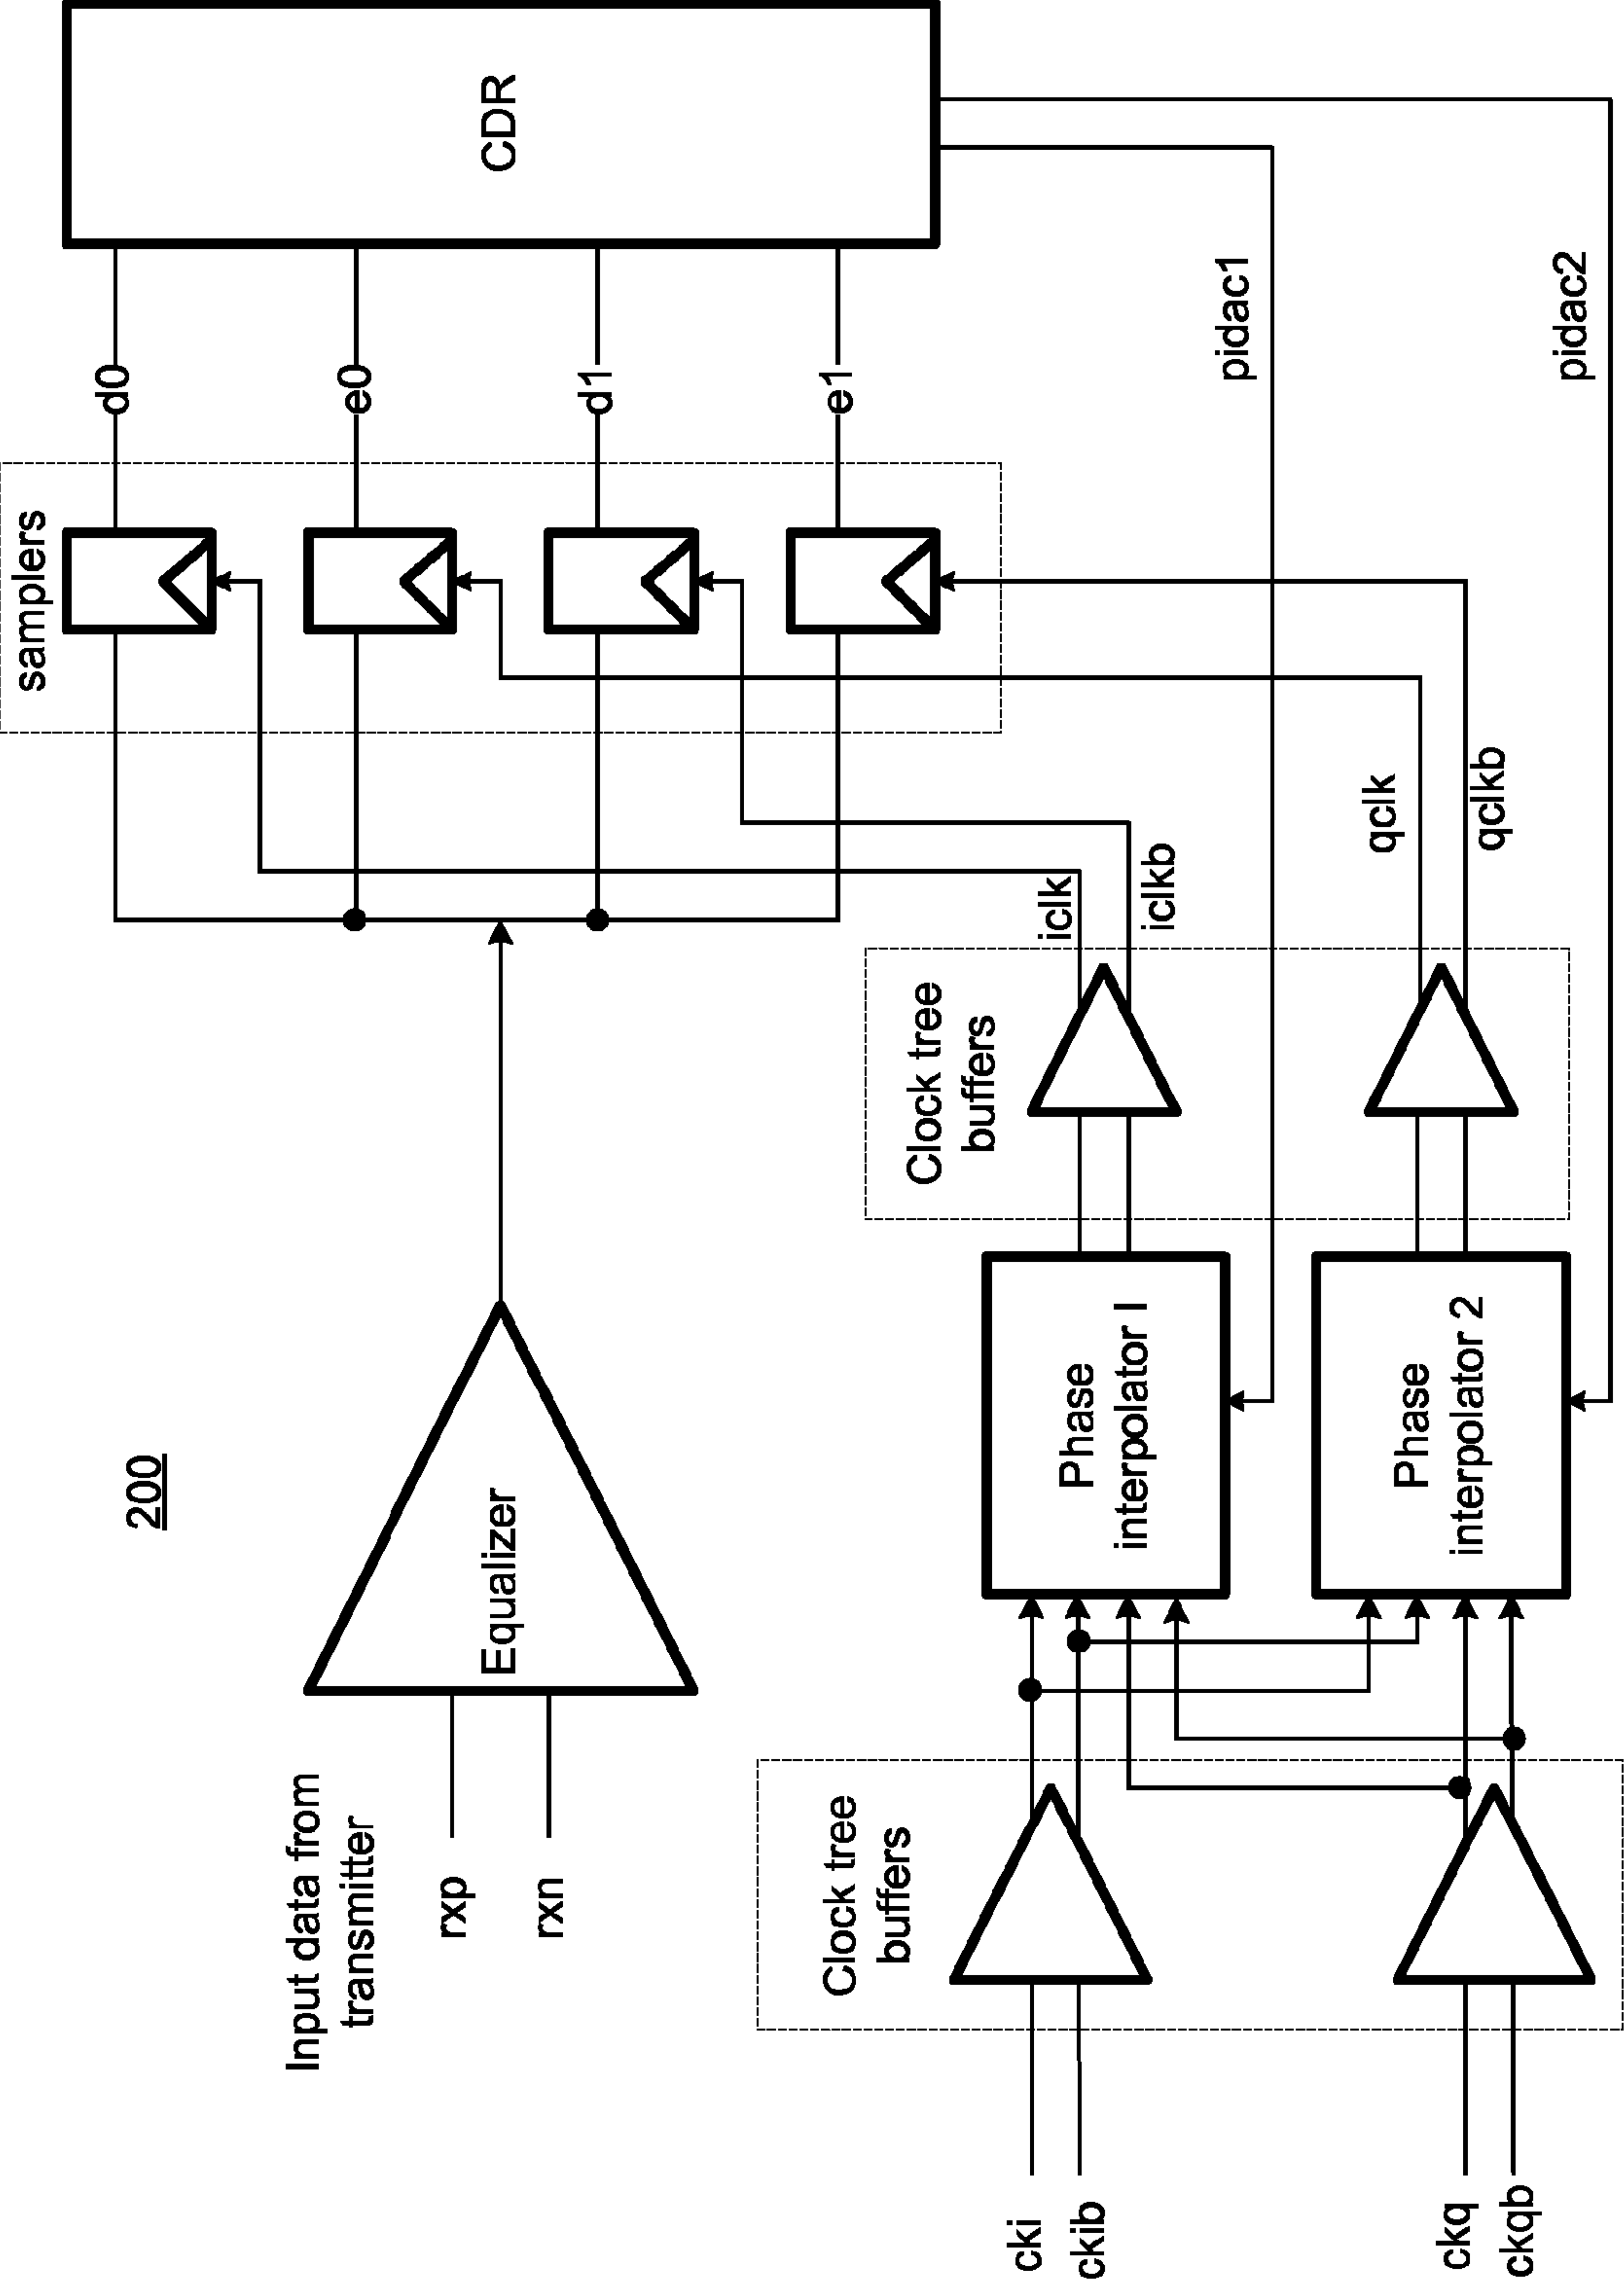 200
Input data from
transmitter
rxp
rxn
Equalizer
samplers
d0
e0
d1
e1
CDR
cki
ckib
ckq
ckqb
Clock tree
buffers
Phase
interpolator I
Phase
interpolator 2
Clock tree
buffers
iclk
iclkb
qclk
qclkb
pidac1
pidac2